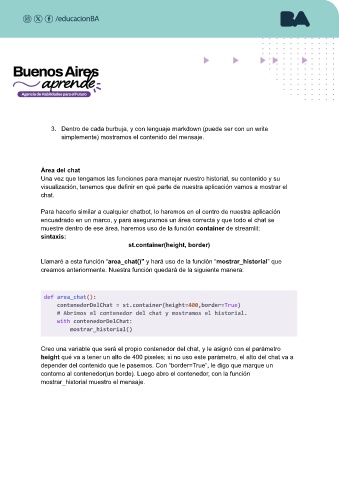 /educacionBA
BA
Buenos Aires
aprende
Agencia de Habilidades para el Futuro
3. Dentro de cada burbuja, y con lenguaje markdown (puede ser con un write
simplemente) mostramos el contenido del mensaje.
Área del chat
Una vez que tengamos las funciones para manejar nuestro historial, su contenido y su
visualización, tenemos que definir en qué parte de nuestra aplicación vamos a mostrar el
chat.
Para hacerlo similar a cualquier chatbot, lo haremos en el centro de nuestra aplicación
encuadrado en un marco, y para asegurarnos un área correcta y que todo el chat se
muestre dentro de ese área, haremos uso de la función container de streamlit:
sintaxis:
st.container(height, border)
Llamaré a esta función "area_chat()" y hará uso de la función "mostrar_historial" que
creamos anteriormente. Nuestra función quedará de la siguiente manera:
def area_chat():
contenedorDelChat = st.container(height=400,border=True)
# Abrimos el contenedor del chat y mostramos el historial.
with contenedorDelChat:
mostrar_historial()
Creo una variable que será el propio contenedor del chat, y le asignó con el parámetro
height qué va a tener un alto de 400 píxeles; si no uso este parámetro, el alto del chat va a
depender del contenido que le pasemos. Con "border=True", le digo que marque un
contorno al contenedor(un borde). Luego abro el contenedor, con la función
mostrar_historial muestro el mensaje.